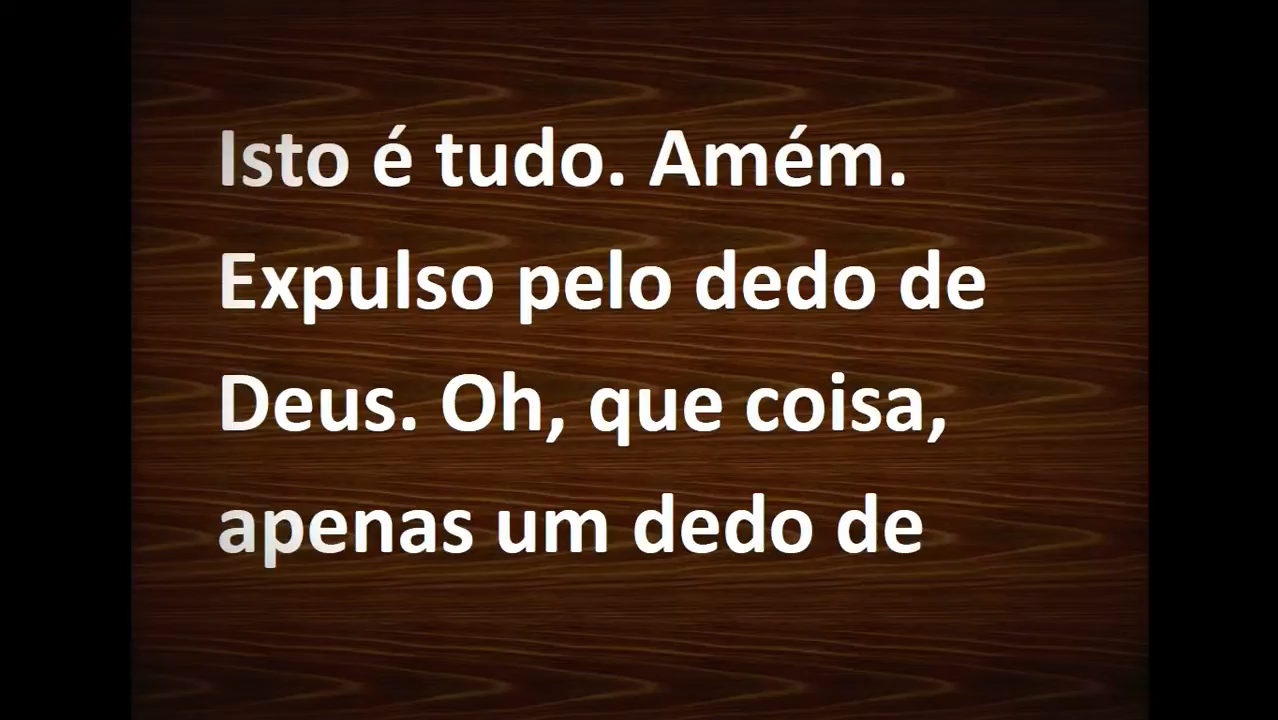 Isto é tudo. Amém.
Expulso pelo dedo de
Deus. Oh, que coisa,
apenas um dedo de